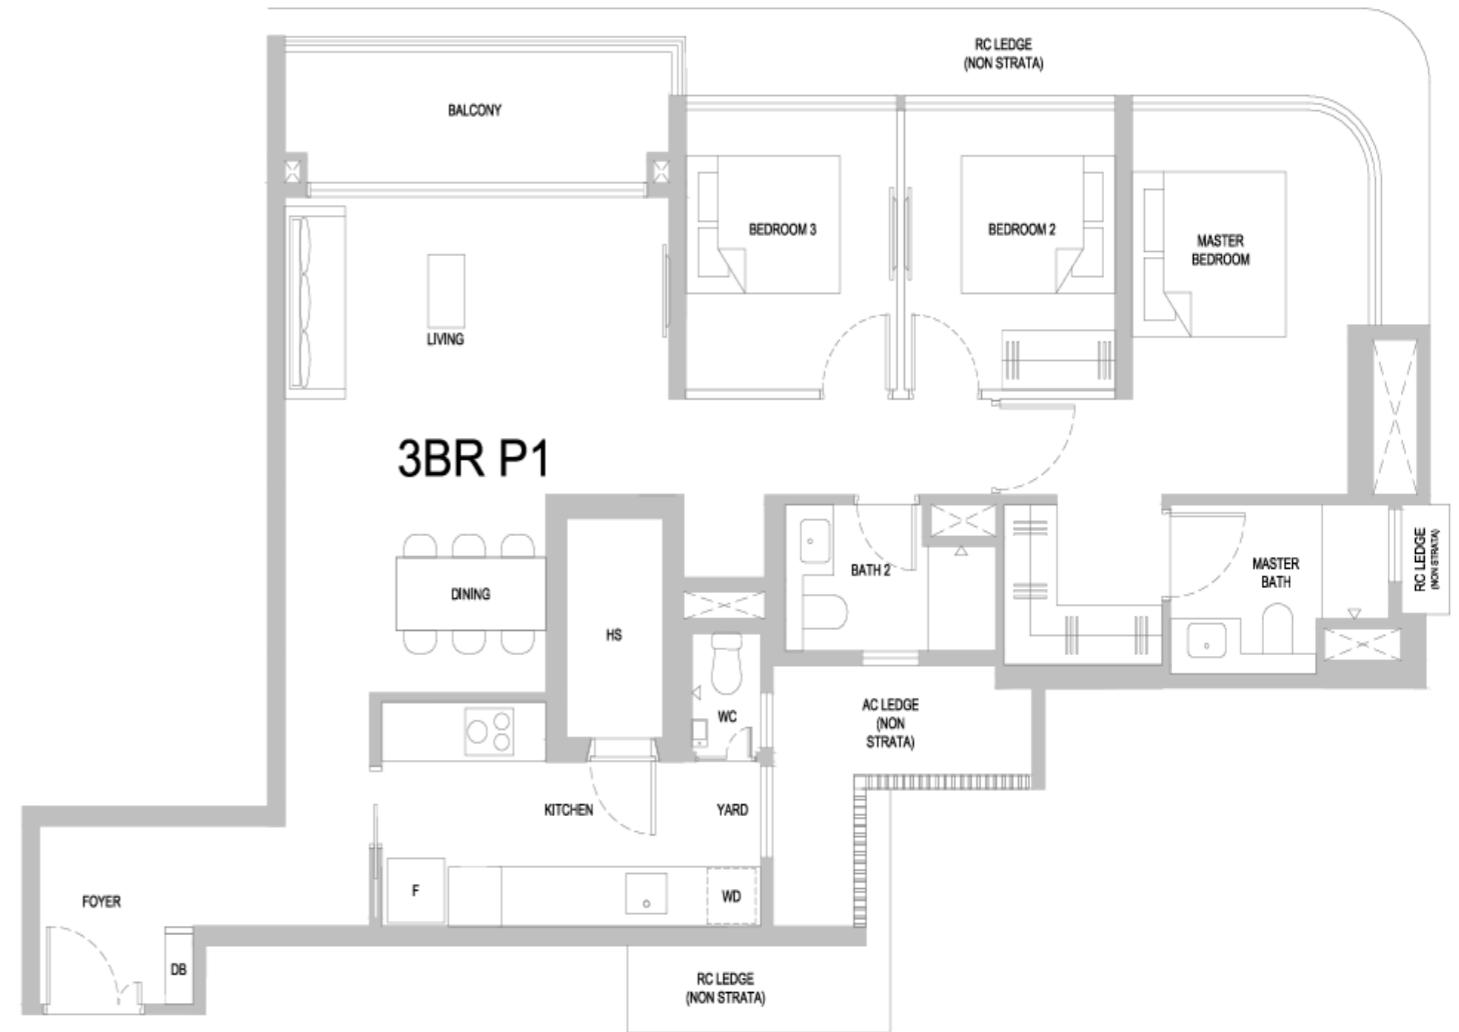 RC LEDGE
(NON STRATA)
BALCONY
BEDROOM 3
BEDROOM 2
MASTER
BEDROOM
LIVING
3BR P1
DINING
HS
BATH 2
MASTER
BATH
RC LEDGE
(NON STRATA)
WC
AC LEDGE
(NON
STRATA)
KITCHEN
YARD
F
WD
FOYER
DB
RC LEDGE
(NON STRATA)